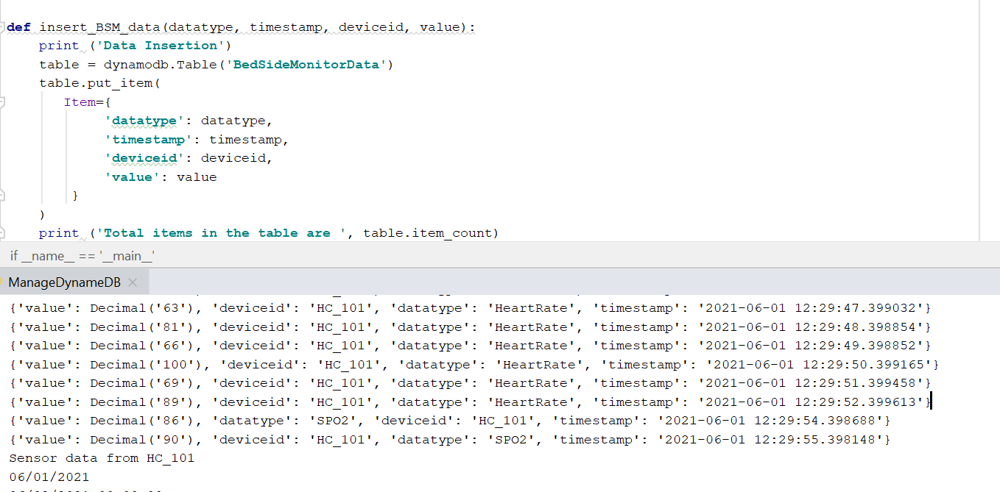 def insert_BSM_data(datatype, timestamp, deviceid, value):
print ('Data Insertion')
table = dynamodb.Table('BedSideMonitorData')
table.put_item(
Item={
'datatype': datatype,
'timestamp': timestamp,
'deviceid': deviceid,
'value': value
}
)
print ('Total items in the table are ', table.item_count)
if __name__ == '__main__'
ManageDynameDB
{'value': Decimal('63'), 'deviceid': 'HC_101', 'datatype': 'HeartRate', 'timestamp': '2021-06-01 12:29:47.399032'}
{'value': Decimal('81'), 'deviceid': 'HC_101', 'datatype': 'HeartRate', 'timestamp': '2021-06-01 12:29:48.398854'}
{'value': Decimal('66'), 'deviceid': 'HC_101', 'datatype': 'HeartRate', 'timestamp': '2021-06-01 12:29:49.398852'}
{'value': Decimal('100'), 'deviceid': 'HC_101', 'datatype': 'HeartRate', 'timestamp': '2021-06-01 12:29:50.399165'}
{'value': Decimal('69'), 'deviceid': 'HC_101', 'datatype': 'HeartRate', 'timestamp': '2021-06-01 12:29:51.399458'}
{'value': Decimal('89'), 'deviceid': 'HC_101', 'datatype': 'HeartRate', 'timestamp': '2021-06-01 12:29:52.399613'}
{'value': Decimal('86'), 'datatype': 'SPO2', 'deviceid': 'HC_101', 'timestamp': '2021-06-01 12:29:54.398688'}
{'value': Decimal('90'), 'deviceid': 'HC_101', 'datatype': 'SPO2', 'timestamp': '2021-06-01 12:29:55.398148'}
Sensor data from HC_101
06/01/2021